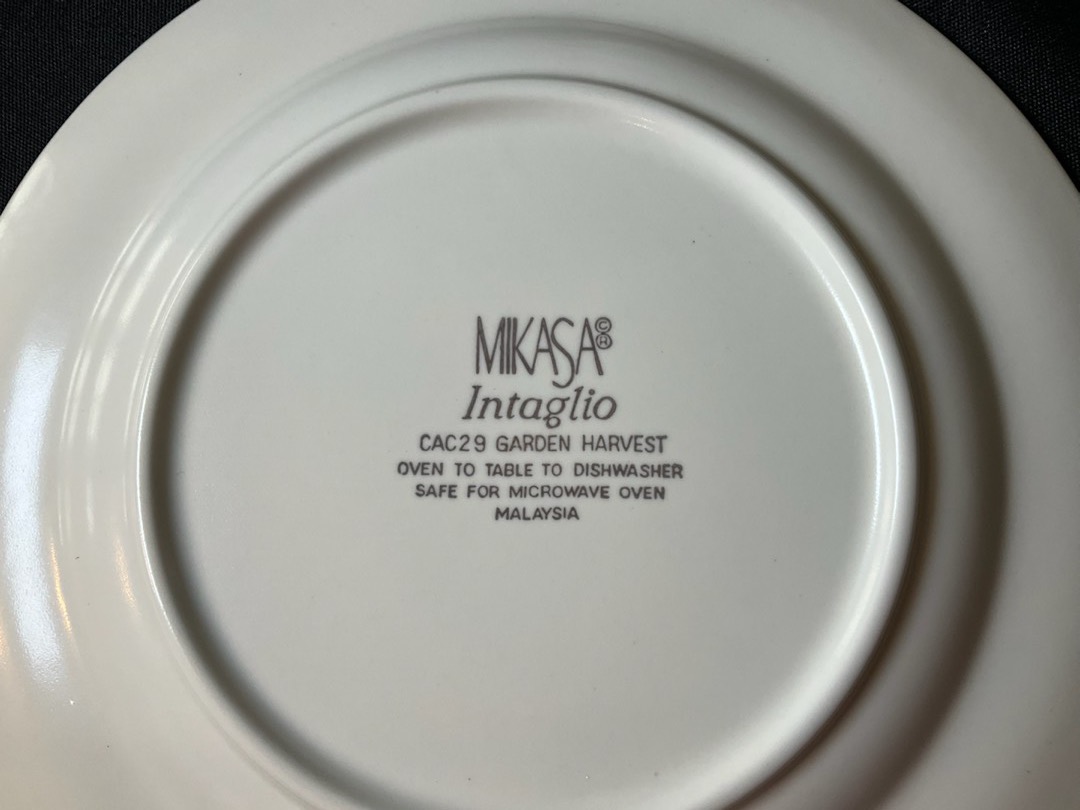 MIKASA©®
Intaglio
CAC29 GARDEN HARVEST
OVEN TO TABLE TO DISHWASHER
SAFE FOR MICROWAVE OVEN
MALAYSIA